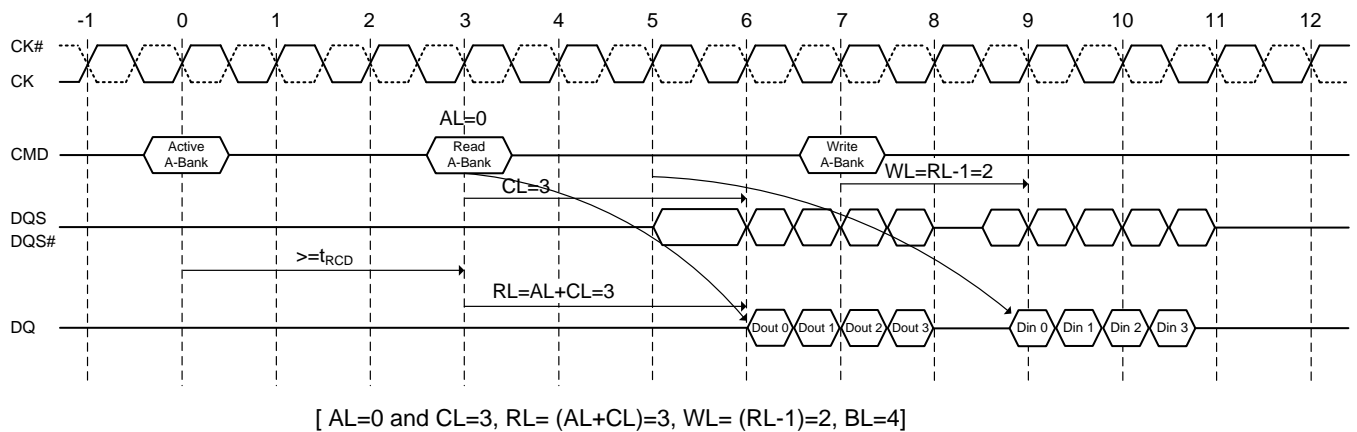 -1 0 1 2 3 4 5 6 7 8 9 10 11 12
CK#
CK
AL=0
CMD
Active
A-Bank
Read
A-Bank
Write
A-Bank
WL=RL-1=2
CL=3
DQS
DQS#
>=tRCD
RL=AL+CL=3
DQ
Dout 0 Dout 1 Dout 2 Dout 3
Din 0 Din 1 Din 2 Din 3
[ AL=0 and CL=3, RL= (AL+CL)=3, WL= (RL-1)=2, BL=4]